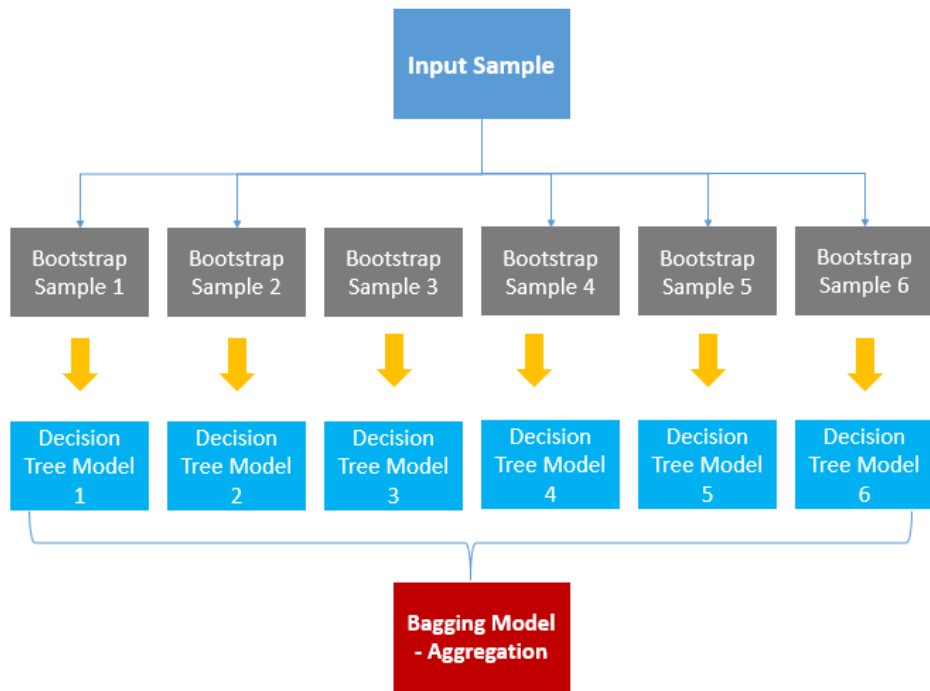 Input Sample
Bootstrap
Sample 1
Bootstrap
Sample 2
Bootstrap
Sample 3
Bootstrap
Sample 4
Bootstrap
Sample 5
Bootstrap
Sample 6
Decision
Tree Model
1
Decision
Tree Model
2
Decision
Tree Model
3
Decision
Tree Model
4
Decision
Tree Model
5
Decision
Tree Model
6
Bagging Model
- Aggregation